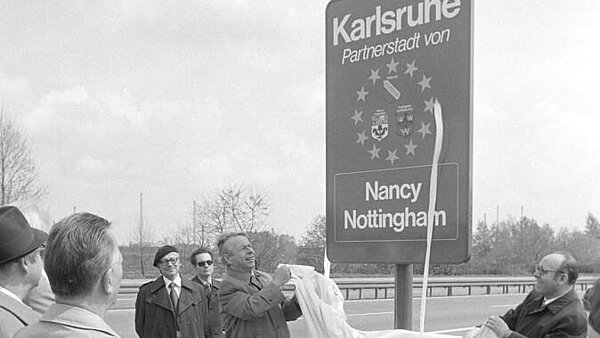 Karlsruhe
Partnerstadt von
Nancy
Nottingham